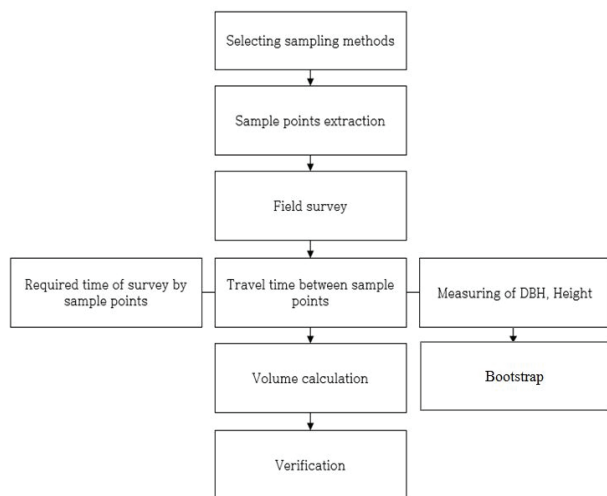 Selecting sampling methods
Sample points extraction
Field survey
Required time of survey by
sample points
Travel time between sample
points
Measuring of DBH, Height
Volume calculation
Bootstrap
Verification